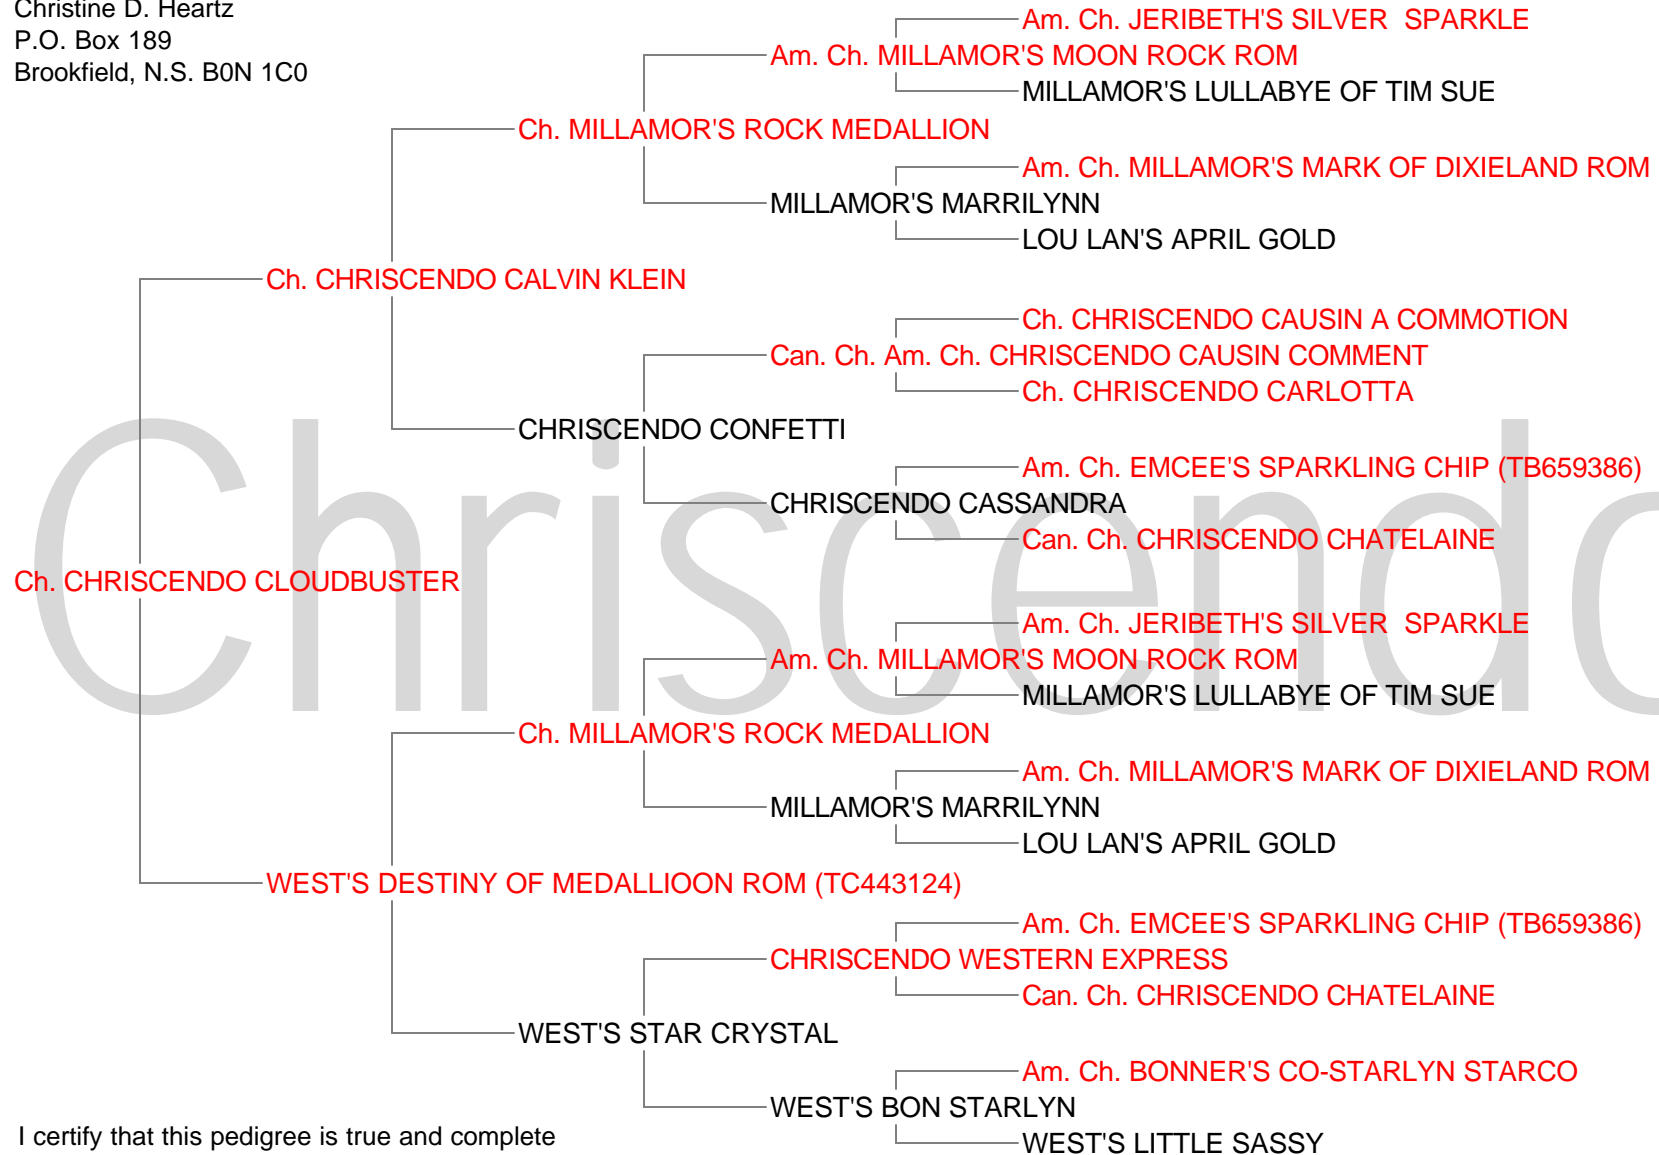 Christine D. Heartz
P.O. Box 189
Brookfield, N.S. B0N 1C0
Am. Ch. JERIBETH'S SILVER  SPARKLE
Am. Ch. MILLAMOR'S MOON ROCK ROM
MILLAMOR'S LULLABYE OF TIM SUE
Ch. MILLAMOR'S ROCK MEDALLION
Am. Ch. MILLAMOR'S MARK OF DIXIELAND ROM
MILLAMOR'S MARRILYNN
LOU LAN'S APRIL GOLD
Ch. CHRISCENDO CALVIN KLEIN
Ch. CHRISCENDO CAUSIN A COMMOTION
Can. Ch. Am. Ch. CHRISCENDO CAUSIN COMMENT
Ch. CHRISCENDO CARLOTTA
CHRISCENDO CONFETTI
Am. Ch. EMCEE'S SPARKLING CHIP (TB659386)
CHRISCENDO CASSANDRA
Can. Ch. CHRISCENDO CHATELAINE
Chriscendo
Ch. CHRISCENDO CLOUDBUSTER
Am. Ch. JERIBETH'S SILVER  SPARKLE
Am. Ch. MILLAMOR'S MOON ROCK ROM
MILLAMOR'S LULLABYE OF TIM SUE
Ch. MILLAMOR'S ROCK MEDALLION
Am. Ch. MILLAMOR'S MARK OF DIXIELAND ROM
MILLAMOR'S MARRILYNN
LOU LAN'S APRIL GOLD
WEST'S DESTINY OF MEDALLIOON ROM (TC443124)
Am. Ch. EMCEE'S SPARKLING CHIP (TB659386)
CHRISCENDO WESTERN EXPRESS
Can. Ch. CHRISCENDO CHATELAINE
WEST'S STAR CRYSTAL
Am. Ch. BONNER'S CO-STARLYN STARCO
WEST'S BON STARLYN
WEST'S LITTLE SASSY
I certify that this pedigree is true and complete